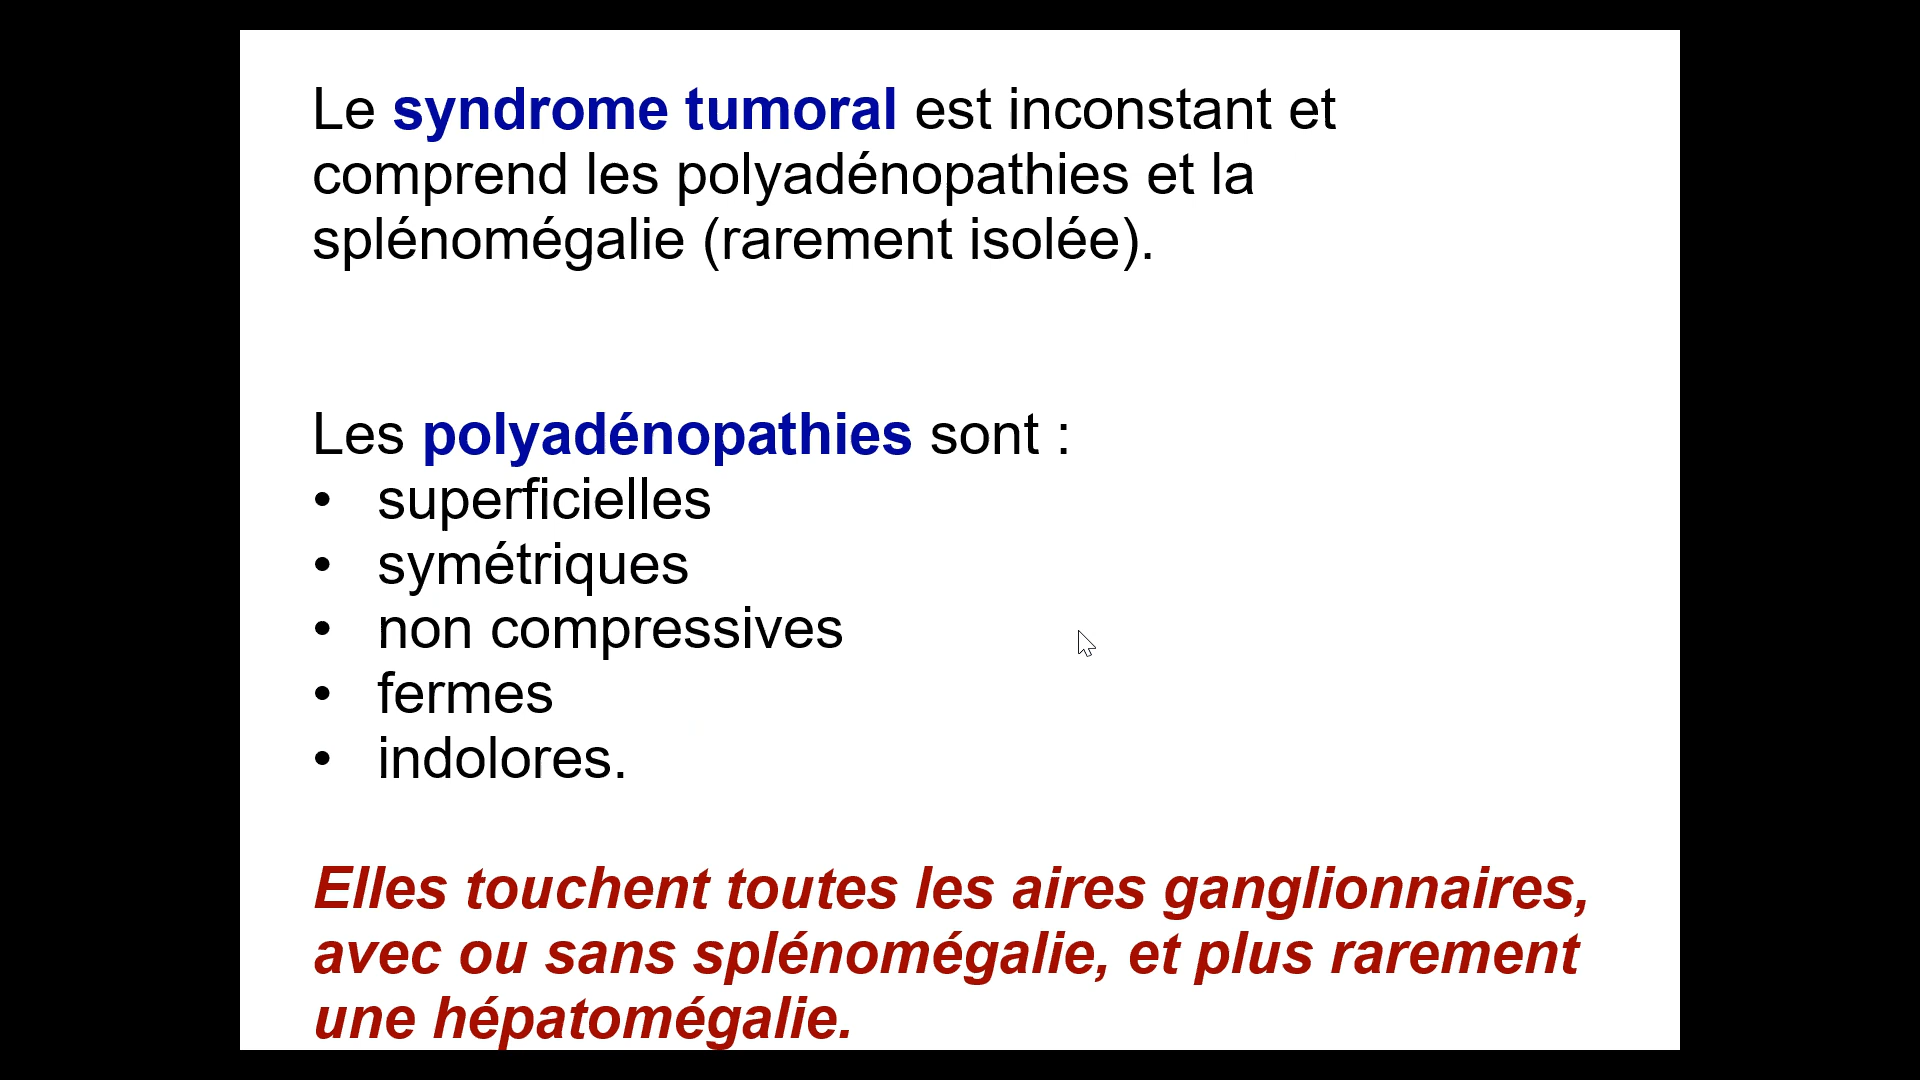 Le syndrome tumoral est inconstant et
comprend les polyadénopathies et la
splénomégalie (rarement isolée).
Les polyadénopathies sont :
• superficielles
• symétriques
• non compressives
• fermes
• indolores.
Elles touchent toutes les aires ganglionnaires,
avec ou sans splénomégalie, et plus rarement
une hépatomégalie.